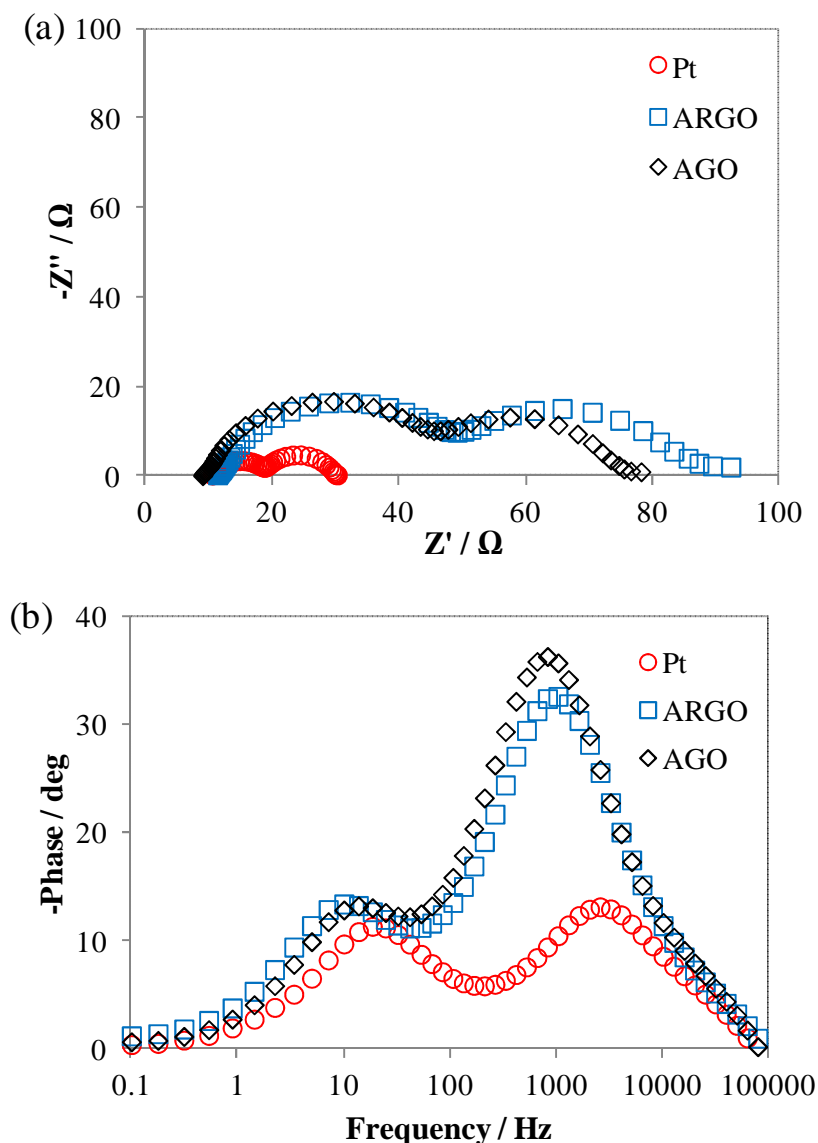 (a)
100
80
60
40
20
0
-Z'' / Ω
Pt
ARGO
AGO
0 20 40 60 80 100
Z' / Ω
(b)
40
30
20
10
0
-Phase / deg
Pt
ARGO
AGO
0.1 1 10 100 1000 10000 100000
Frequency / Hz